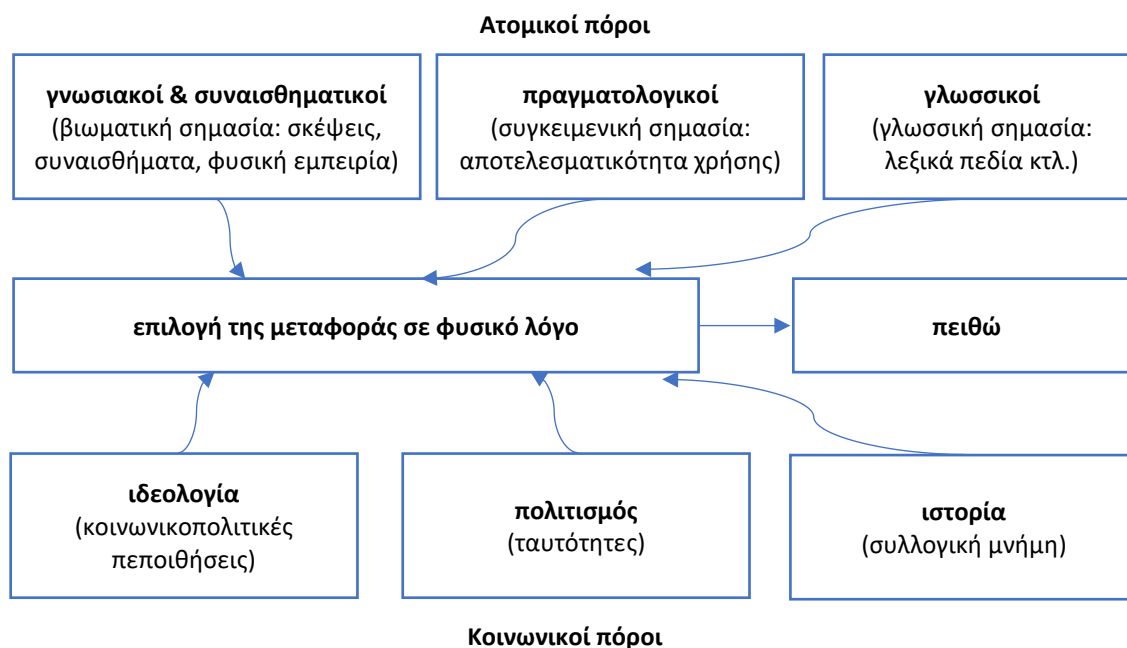 Ατομικοί πόροι
γνωσιακοί & συναισθηματικοί
(βιωματική σημασία: σκέψεις,
συναισθήματα, φυσική εμπειρία)
πραγματολογικοί
(συγκειμενική σημασία:
αποτελεσματικότητα χρήσης)
γλωσσικοί
(γλωσσική σημασία:
λεξικά πεδία κτλ.)
επιλογή της μεταφοράς σε φυσικό λόγο
πειθώ
ιδεολογία
(κοινωνικοπολιτικές
πεποιθήσεις)
πολιτισμός
(ταυτότητες)
ιστορία
(συλλογική μνήμη)
Κοινωνικοί πόροι